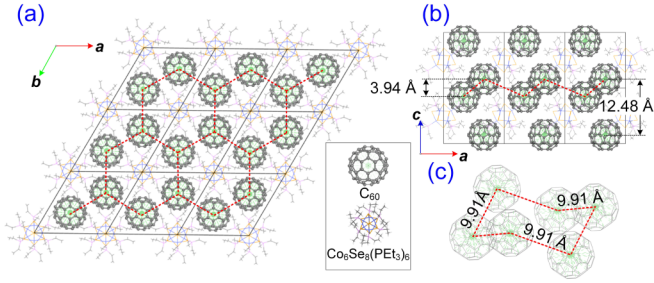 (a)
a
b
C60
Co6Se8(PEt3)6
(b)
3.94 Å
12.48 Å
c
a
(c)
9.91Å
9.91 Å
9.91 Å